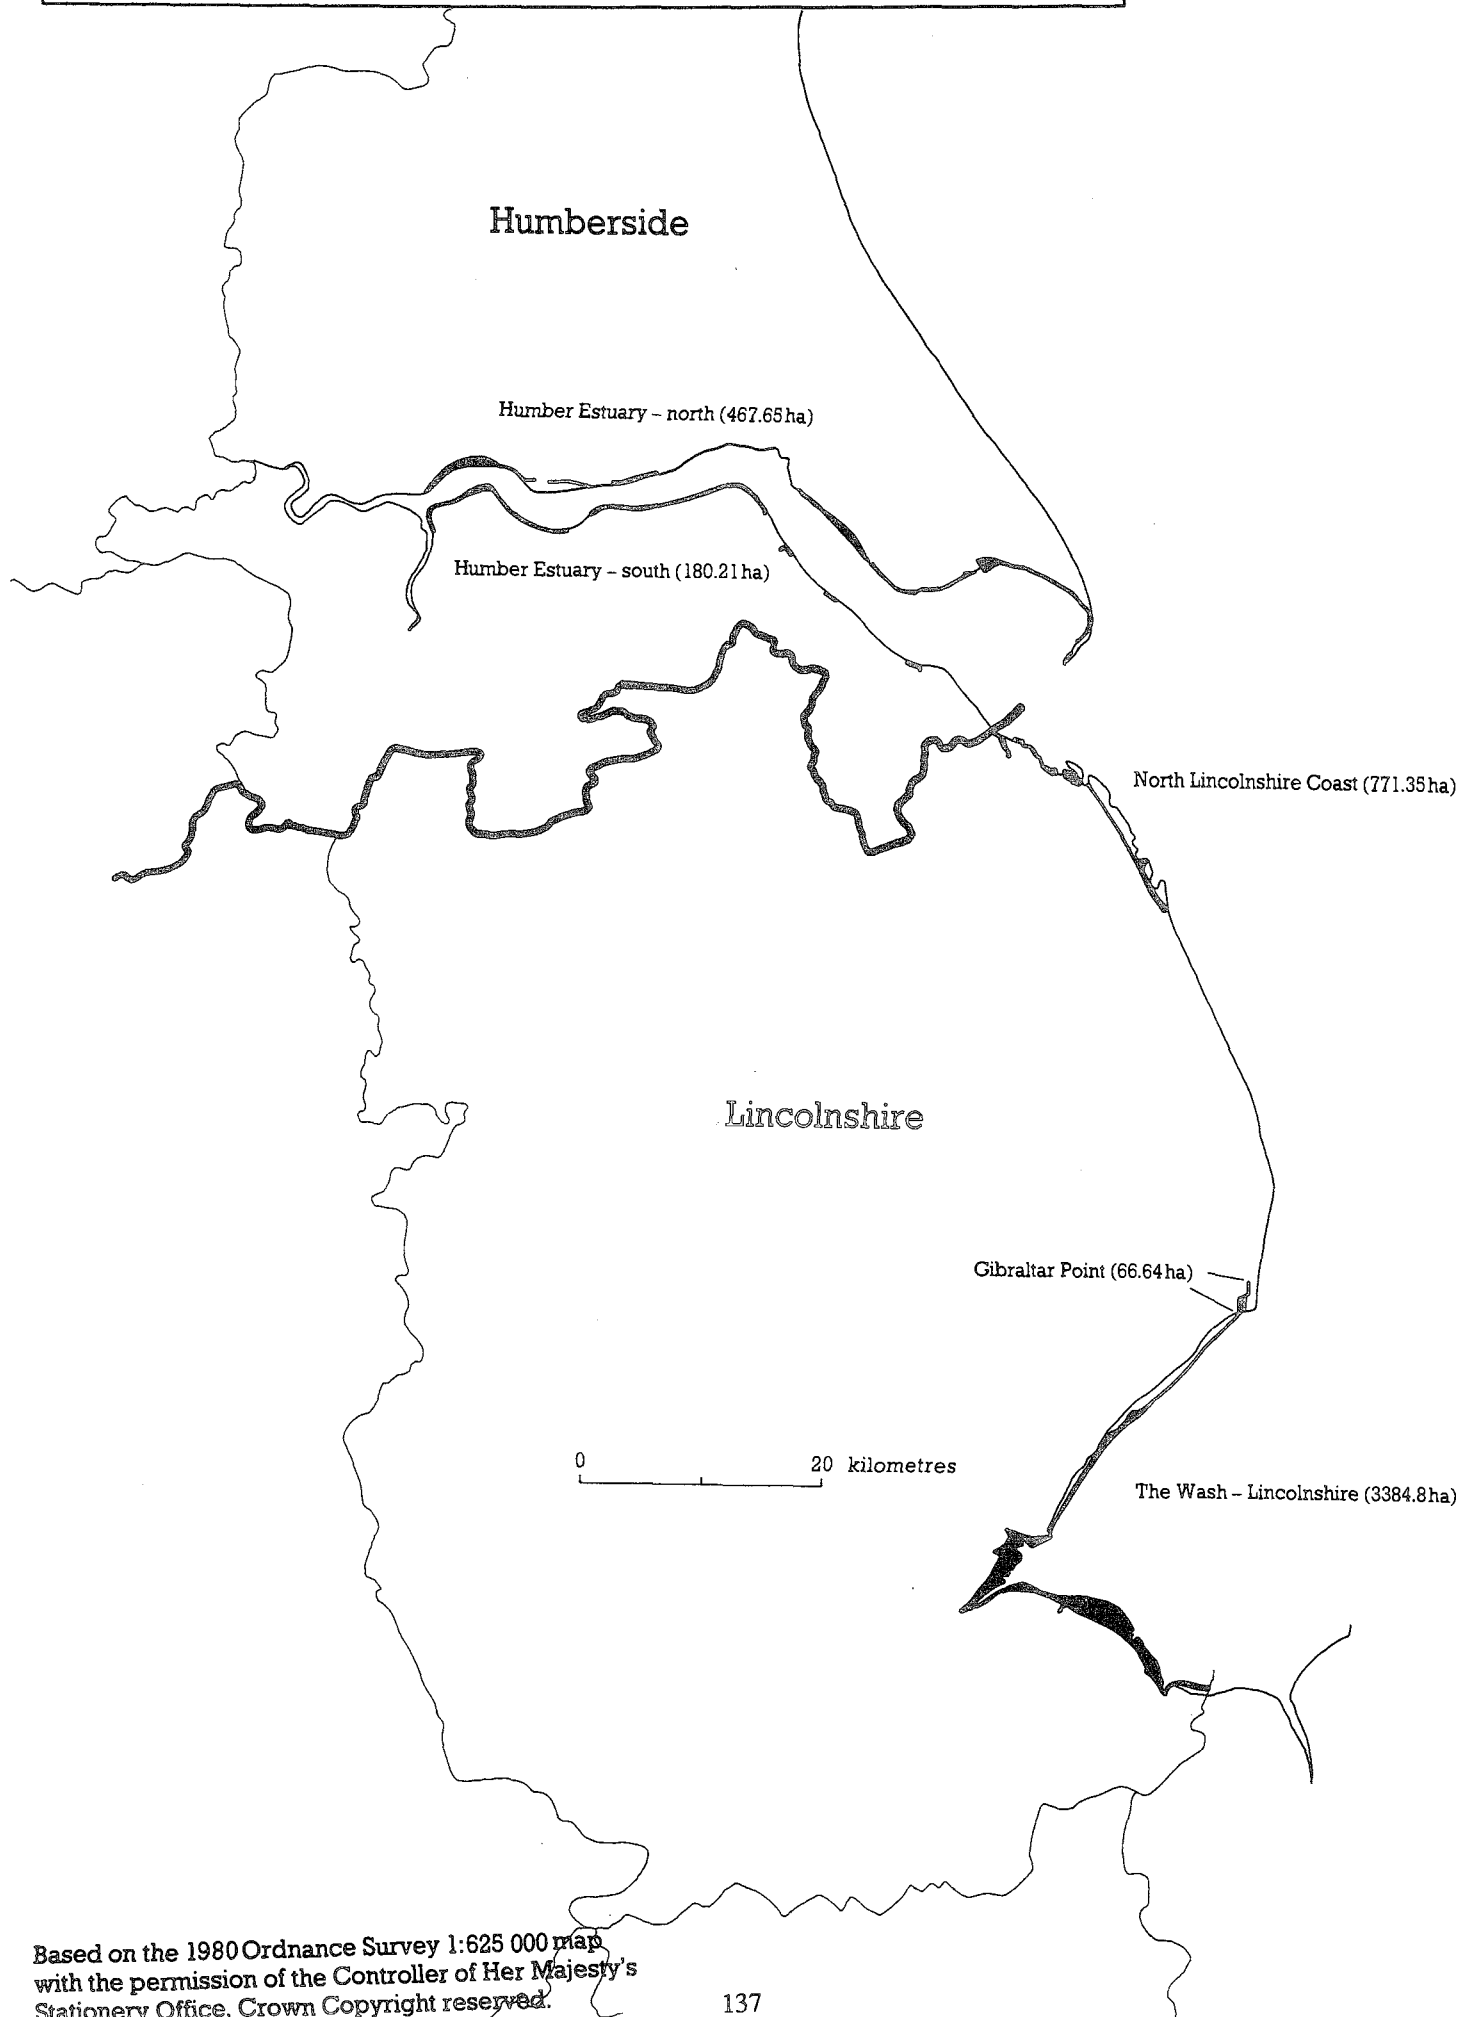 Humberside
Humber Estuary – north (467.65 ha)
Humber Estuary – south (180.21 ha)
North Lincolnshire Coast (771.35 ha)
Lincolnshire
Gibraltar Point (66.64 ha)
0 20 kilometres
The Wash – Lincolnshire (3384.8 ha)
Based on the 1980 Ordnance Survey 1:625 000 map
with the permission of the Controller of Her Majesty's
Stationery Office, Crown Copyright reserved.
137